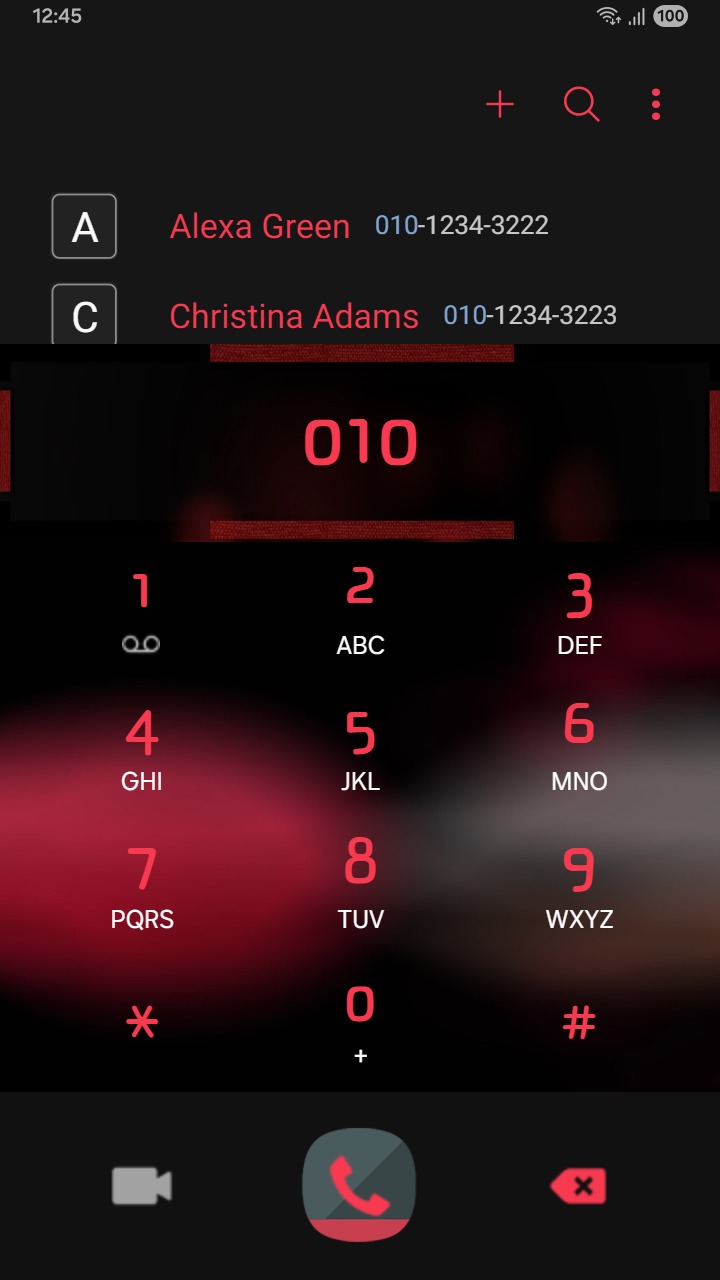 12:45 100
A Alexa Green 010-1234-3222
C Christina Adams 010-1234-3223
010
1 2 3
ABC DEF
4 5 6
GHI JKL MNO
7 8 9
PQRS TUV WXYZ
* 0 #
+